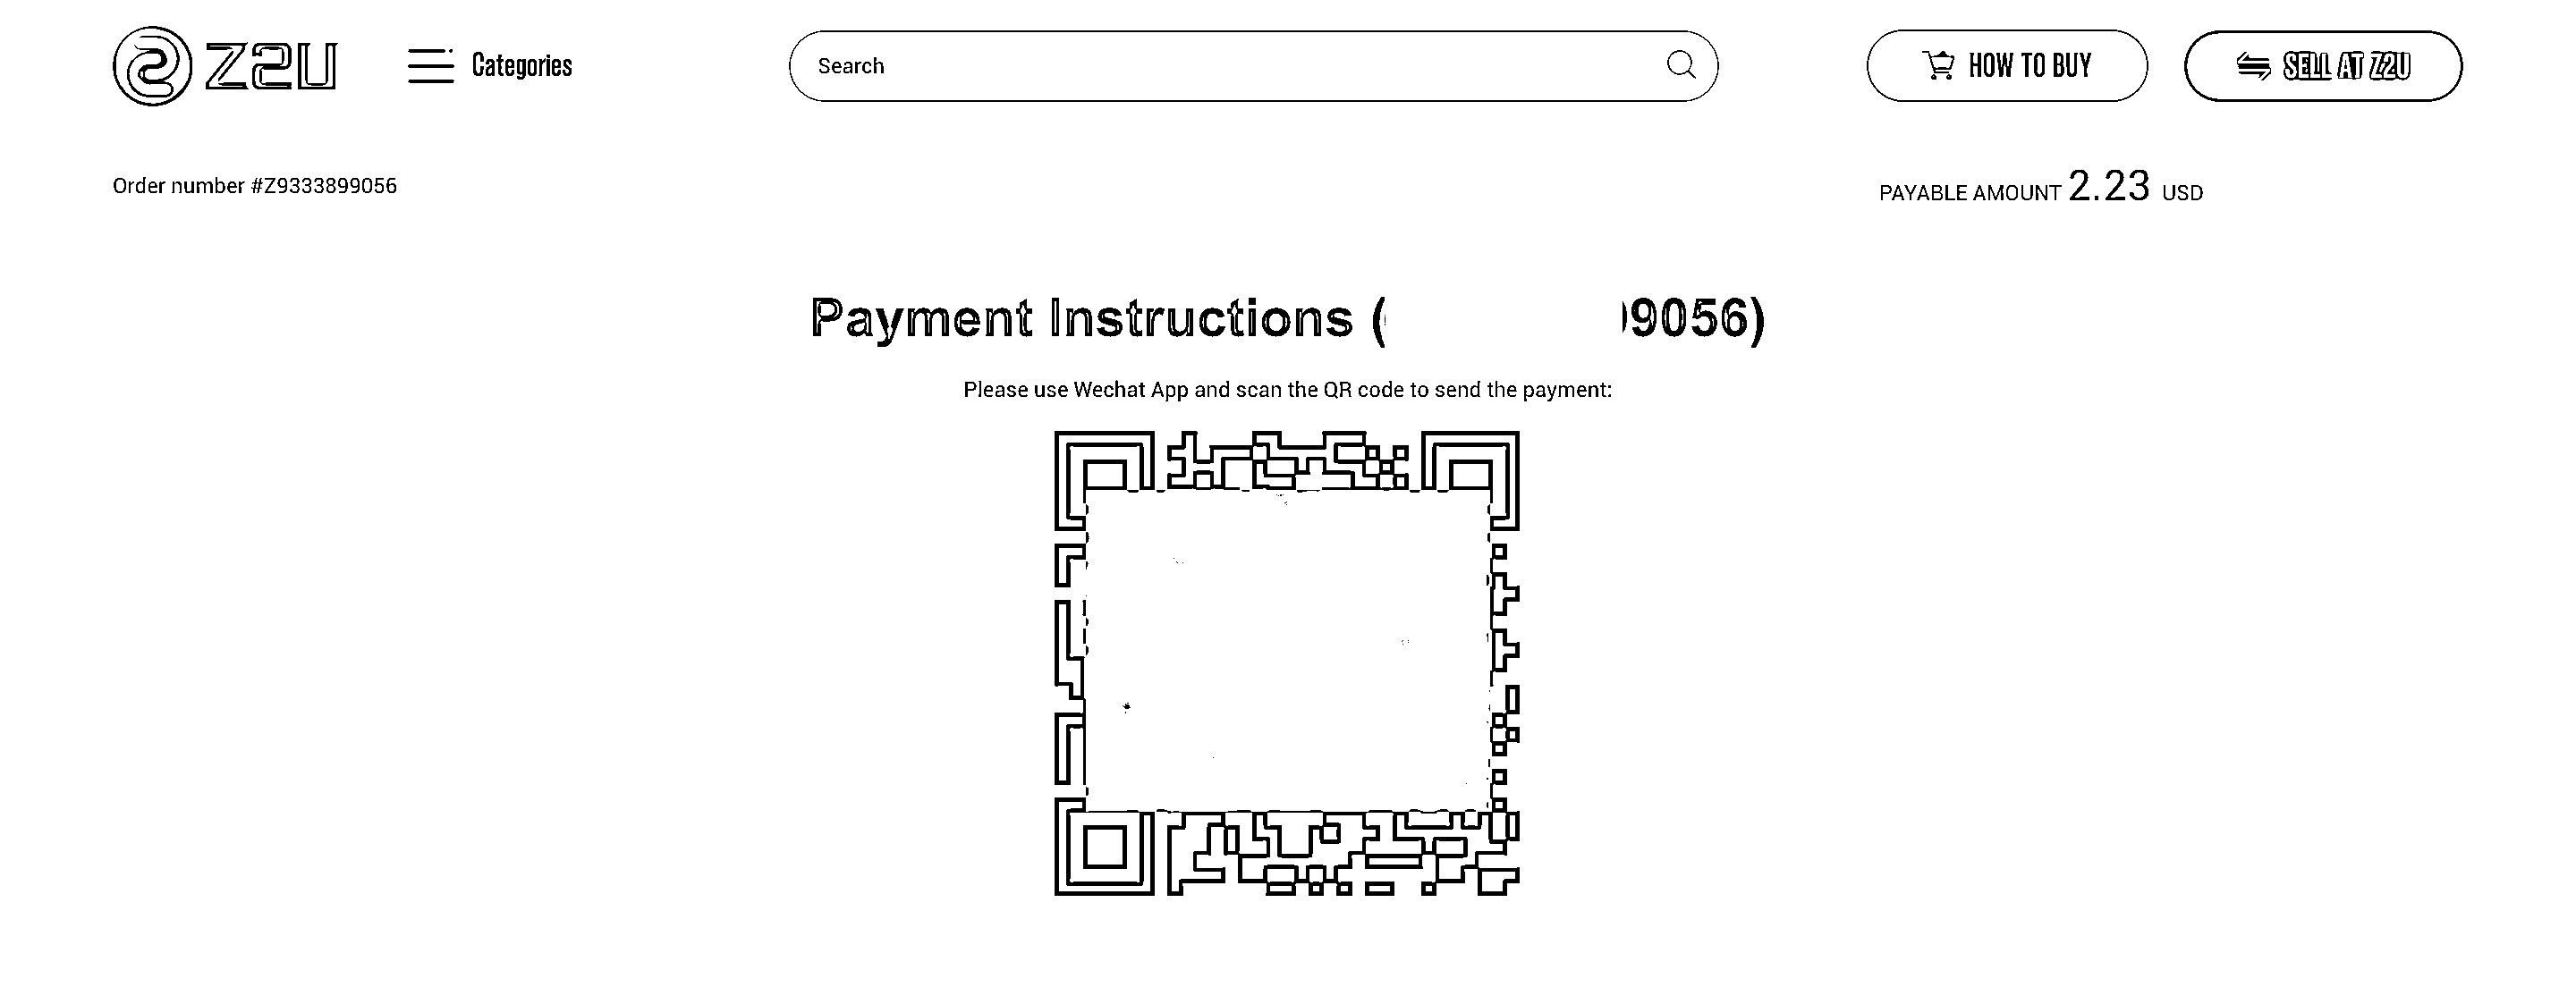 Z2U
Categories
Search
HOW TO BUY
SELL AT Z2U
Order number #Z9333899056
PAYABLE AMOUNT 2.23 USD
Payment Instructions ( 9056)
Please use Wechat App and scan the QR code to send the payment: